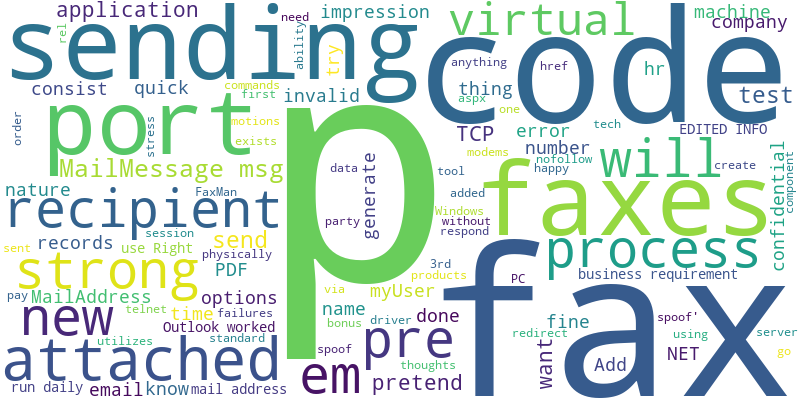 application
need
impression
machine
company
rel
sending
ability
try
virtual
code
hr
anything
href
thing
aspx
test
consist
quick
invalid
commands
first
one
tech
order
port
stress
motions
exists
TCP
error
number
EDITED INFO
MailMessage msg
p
data
generate
tool
modems
nofollow
happy
will
create
confidential
component
nature
FaxMan
added
faxes
recipient
session
party
Windows
without
respond
records
use Right
send
physically
process
sent
strong
PDF
3rd
products
PC
business requirement
pay
MailAddress
options
via
myUser
fax
telnet
time
failures
name
done
bonus
driver
fine
spoof'
new
Outlook worked
redirect
using
server
utilizes
standard
spoof
pre
want
NET
go
attached
thoughts
Add
run daily
email
know
mail address
em
pretend